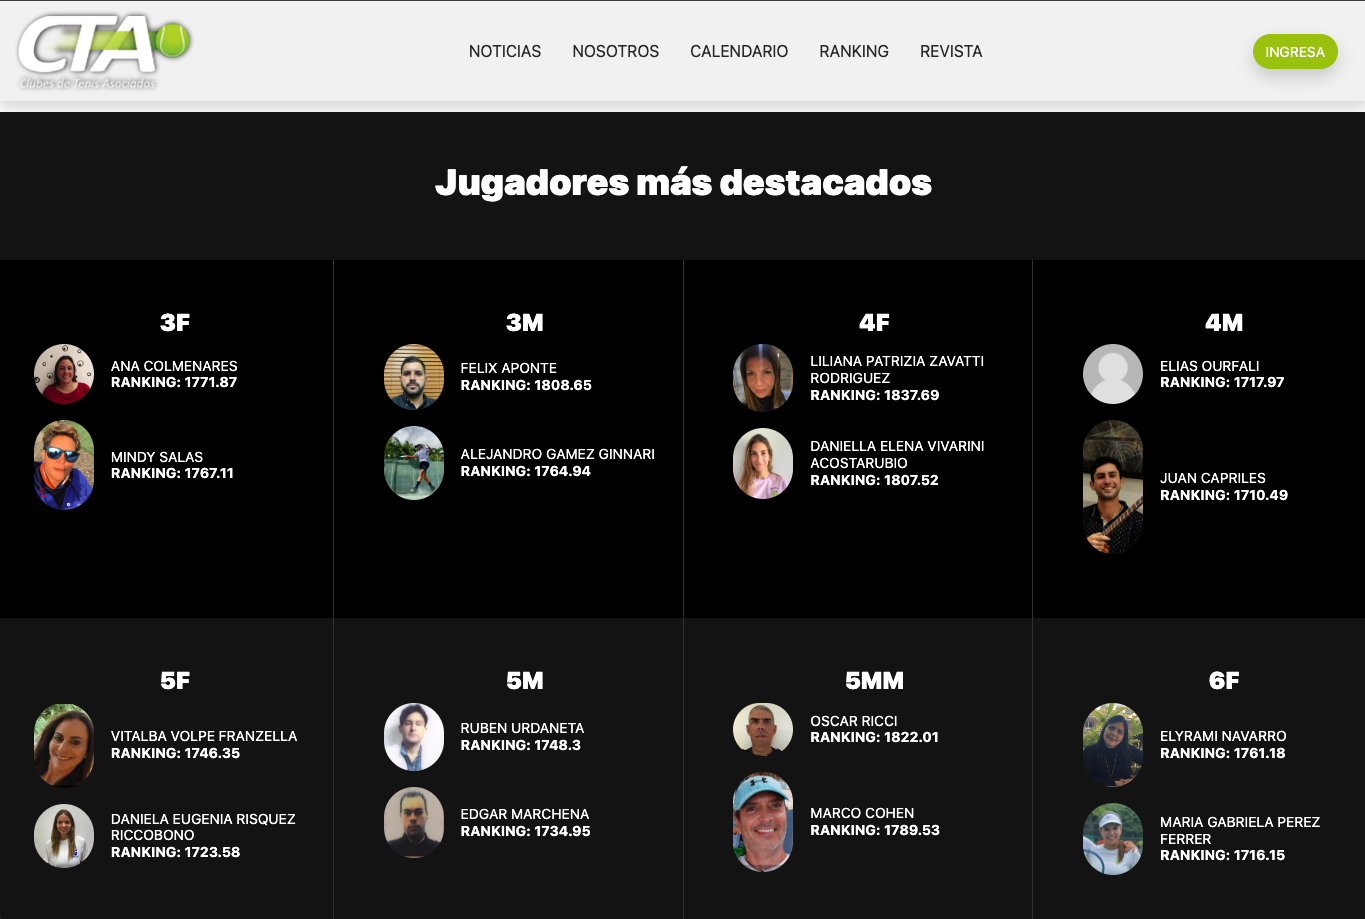 CTA
Clubes de Tenis Asociados
NOTICIAS
NOSOTROS
CALENDARIO
RANKING
REVISTA
INGRESA
Jugadores más destacados
3F
ANA COLMENARES
RANKING: 1771.87
MINDY SALAS
RANKING: 1767.11
3M
FELIX APONTE
RANKING: 1808.65
ALEJANDRO GAMEZ GINNARI
RANKING: 1764.94
4F
LILIANA PATRIZIA ZAVATTI
RODRIGUEZ
RANKING: 1837.69
DANIELLA ELENA VIVARINI
ACOSTARUBIO
RANKING: 1807.52
4M
ELIAS OURFALI
RANKING: 1717.97
JUAN CAPRILES
RANKING: 1710.49
5F
VITALBA VOLPE FRANZELLA
RANKING: 1746.35
DANIELA EUGENIA RISQUEZ
RICCOBONO
RANKING: 1723.58
5M
RUBEN URDANETA
RANKING: 1748.3
EDGAR MARCHENA
RANKING: 1734.95
5MM
OSCAR RICCI
RANKING: 1822.01
MARCO COHEN
RANKING: 1789.53
6F
ELYRAMI NAVARRO
RANKING: 1761.18
MARIA GABRIELA PEREZ
FERRER
RANKING: 1716.15